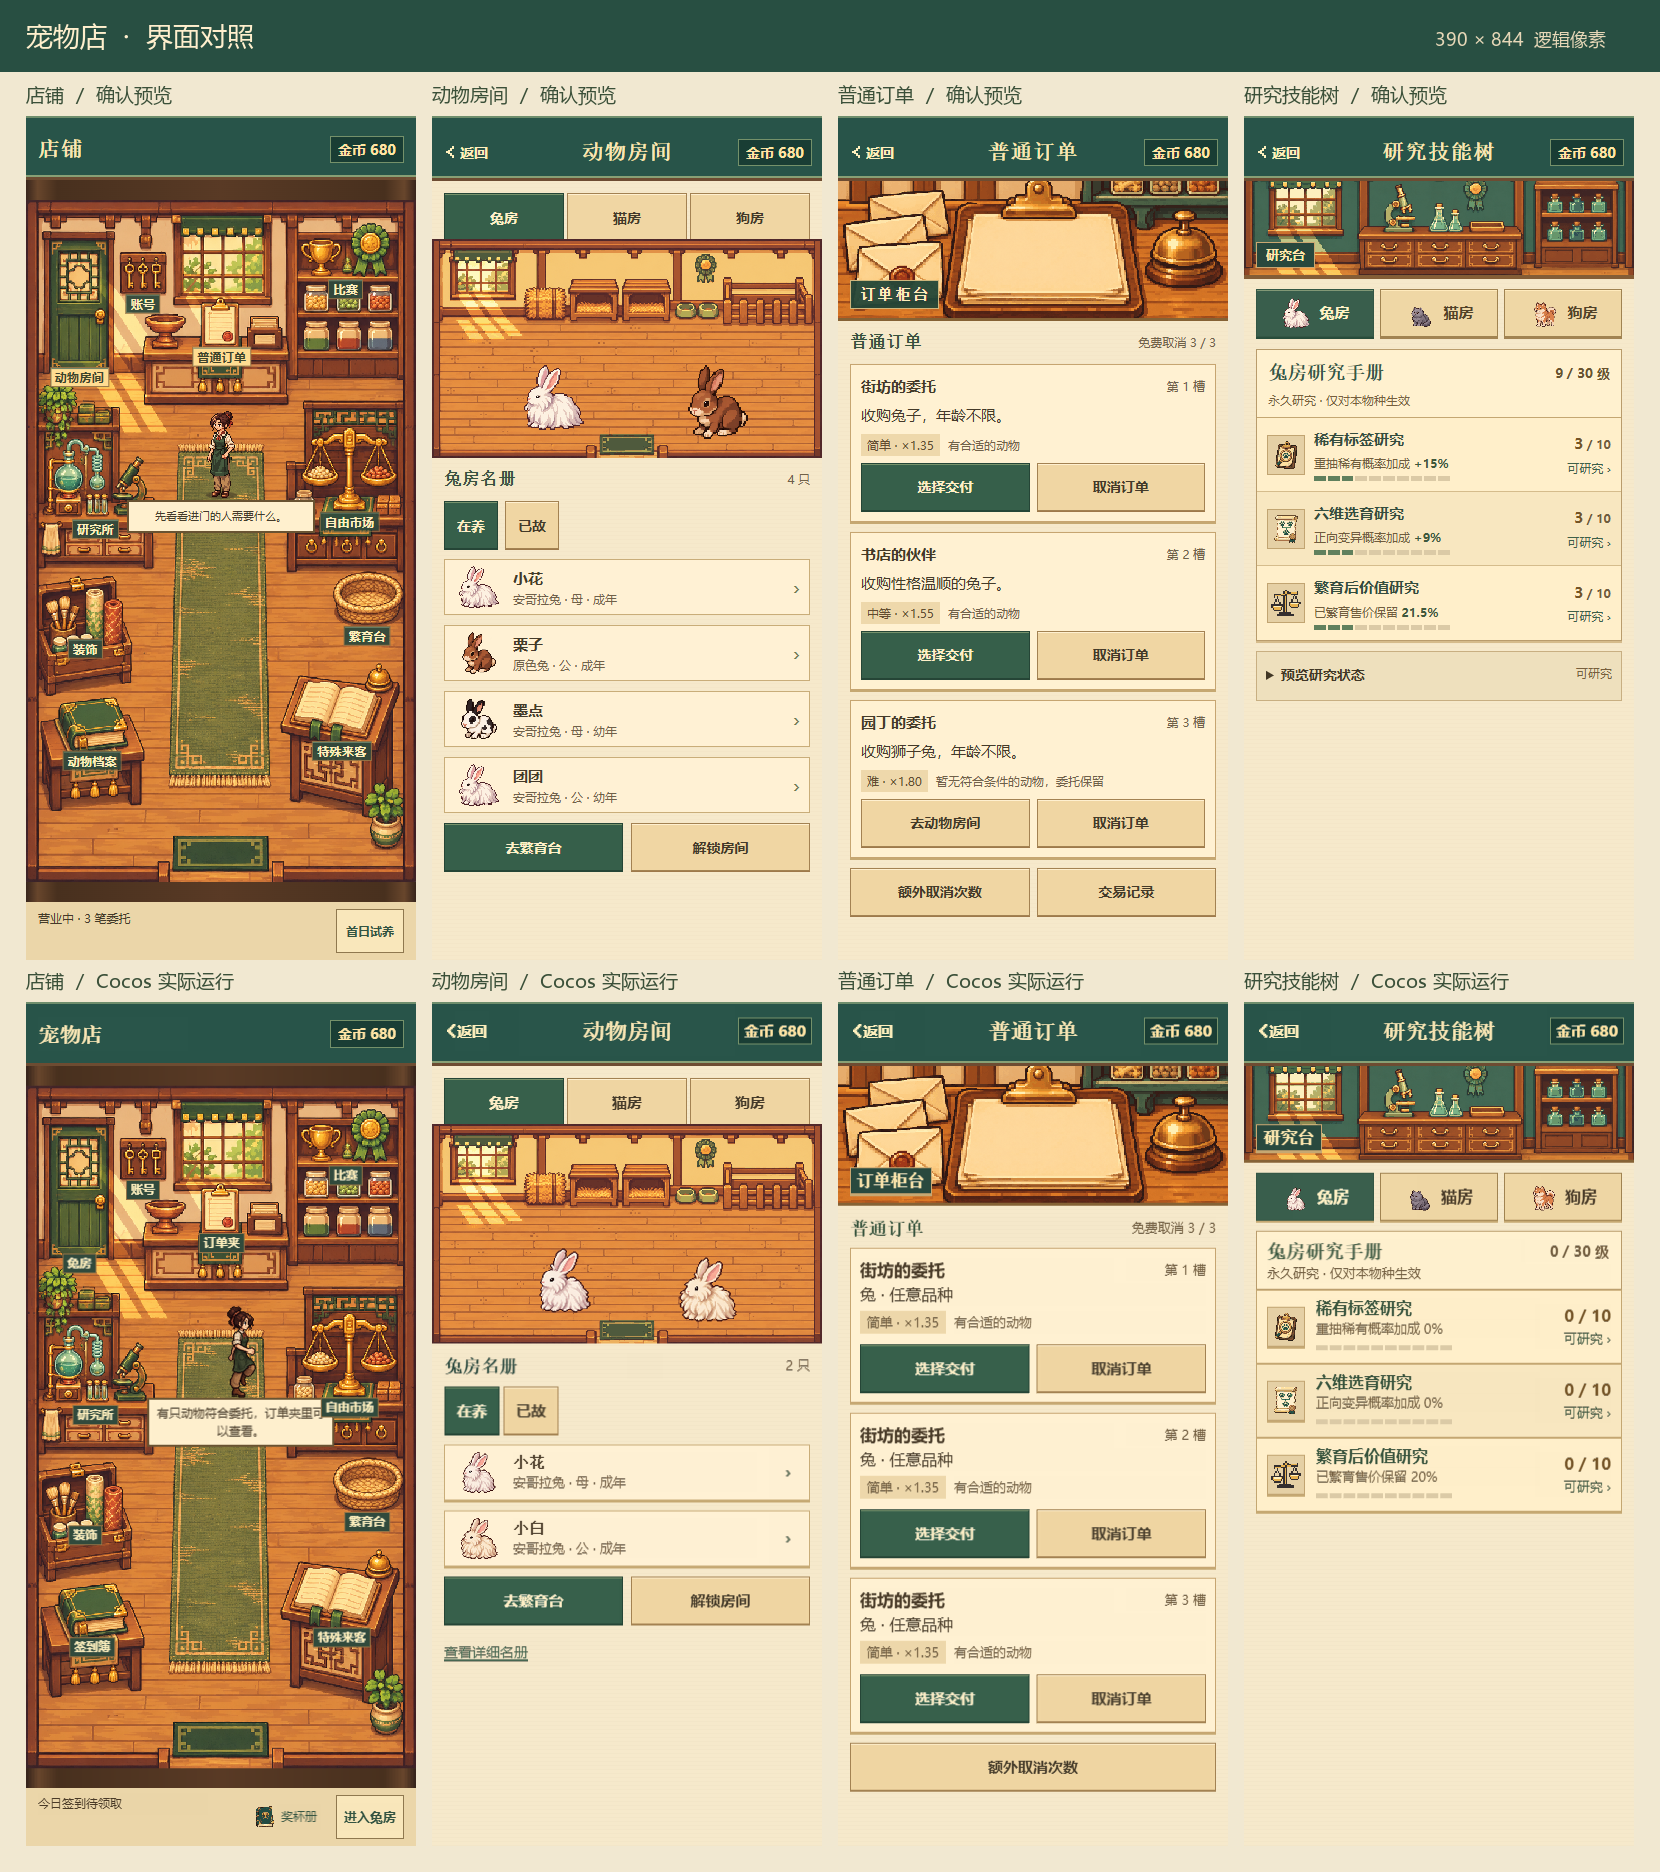 宠物店 · 界面对照
390 × 844 逻辑像素
店铺 / 确认预览
店铺
金币 680
账号
比赛
普通订单
动物房间
先看看进门的人需要什么。
研究所
自由市场
繁育台
装饰
特殊来客
动物档案
营业中 · 3 笔委托
首日试养
动物房间 / 确认预览
返回
动物房间
金币 680
兔房
猫房
狗房
兔房名册
4 只
在养
已故
小花
安哥拉兔 · 母 · 成年
栗子
原色兔 · 公 · 成年
墨点
安哥拉兔 · 母 · 幼年
团团
安哥拉兔 · 公 · 幼年
去繁育台
解锁房间
普通订单 / 确认预览
返回
普通订单
金币 680
订单柜台
普通订单
免费取消 3 / 3
街坊的委托
第 1 槽
收购兔子，年龄不限。
简单 · ×1.35
有合适的动物
选择交付
取消订单
书店的伙伴
第 2 槽
收购性格温顺的兔子。
中等 · ×1.55
有合适的动物
选择交付
取消订单
园丁的委托
第 3 槽
收购狮子兔，年龄不限。
难 · ×1.80
暂无符合条件的动物，委托保留
去动物房间
取消订单
额外取消次数
交易记录
研究技能树 / 确认预览
返回
研究技能树
金币 680
研究台
兔房
猫房
狗房
兔房研究手册
9 / 30 级
永久研究 · 仅对本物种生效
稀有标签研究
3 / 10
重抽稀有概率加成 +15%
可研究 ›
六维选育研究
3 / 10
正向变异概率加成 +9%
可研究 ›
繁育后价值研究
3 / 10
已繁育售价保留 21.5%
可研究 ›
▶ 预览研究状态
可研究
店铺 / Cocos 实际运行
宠物店
金币 680
账号
比赛
订单夹
兔房
有只动物符合委托，订单夹里可
以查看。
研究所
自由市场
繁育台
装饰
特殊来客
签到簿
今日签到待领取
奖杯册
进入兔房
动物房间 / Cocos 实际运行
返回
动物房间
金币 680
兔房
猫房
狗房
兔房名册
2 只
在养
已故
小花
安哥拉兔 · 母 · 成年
小白
安哥拉兔 · 公 · 成年
去繁育台
解锁房间
查看详细名册
普通订单 / Cocos 实际运行
返回
普通订单
金币 680
订单柜台
普通订单
免费取消 3 / 3
街坊的委托
第 1 槽
兔 · 任意品种
简单 · ×1.35
有合适的动物
选择交付
取消订单
街坊的委托
第 2 槽
兔 · 任意品种
简单 · ×1.35
有合适的动物
选择交付
取消订单
街坊的委托
第 3 槽
兔 · 任意品种
简单 · ×1.35
有合适的动物
选择交付
取消订单
额外取消次数
研究技能树 / Cocos 实际运行
返回
研究技能树
金币 680
研究台
兔房
猫房
狗房
兔房研究手册
0 / 30 级
永久研究 · 仅对本物种生效
稀有标签研究
0 / 10
重抽稀有概率加成 0%
可研究 ›
六维选育研究
0 / 10
正向变异概率加成 0%
可研究 ›
繁育后价值研究
0 / 10
已繁育售价保留 20%
可研究 ›